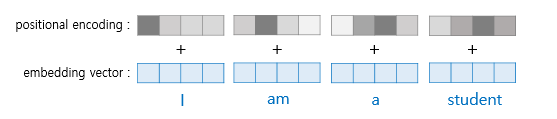 positional encoding :
+ + + +
embedding vector :
I am a student